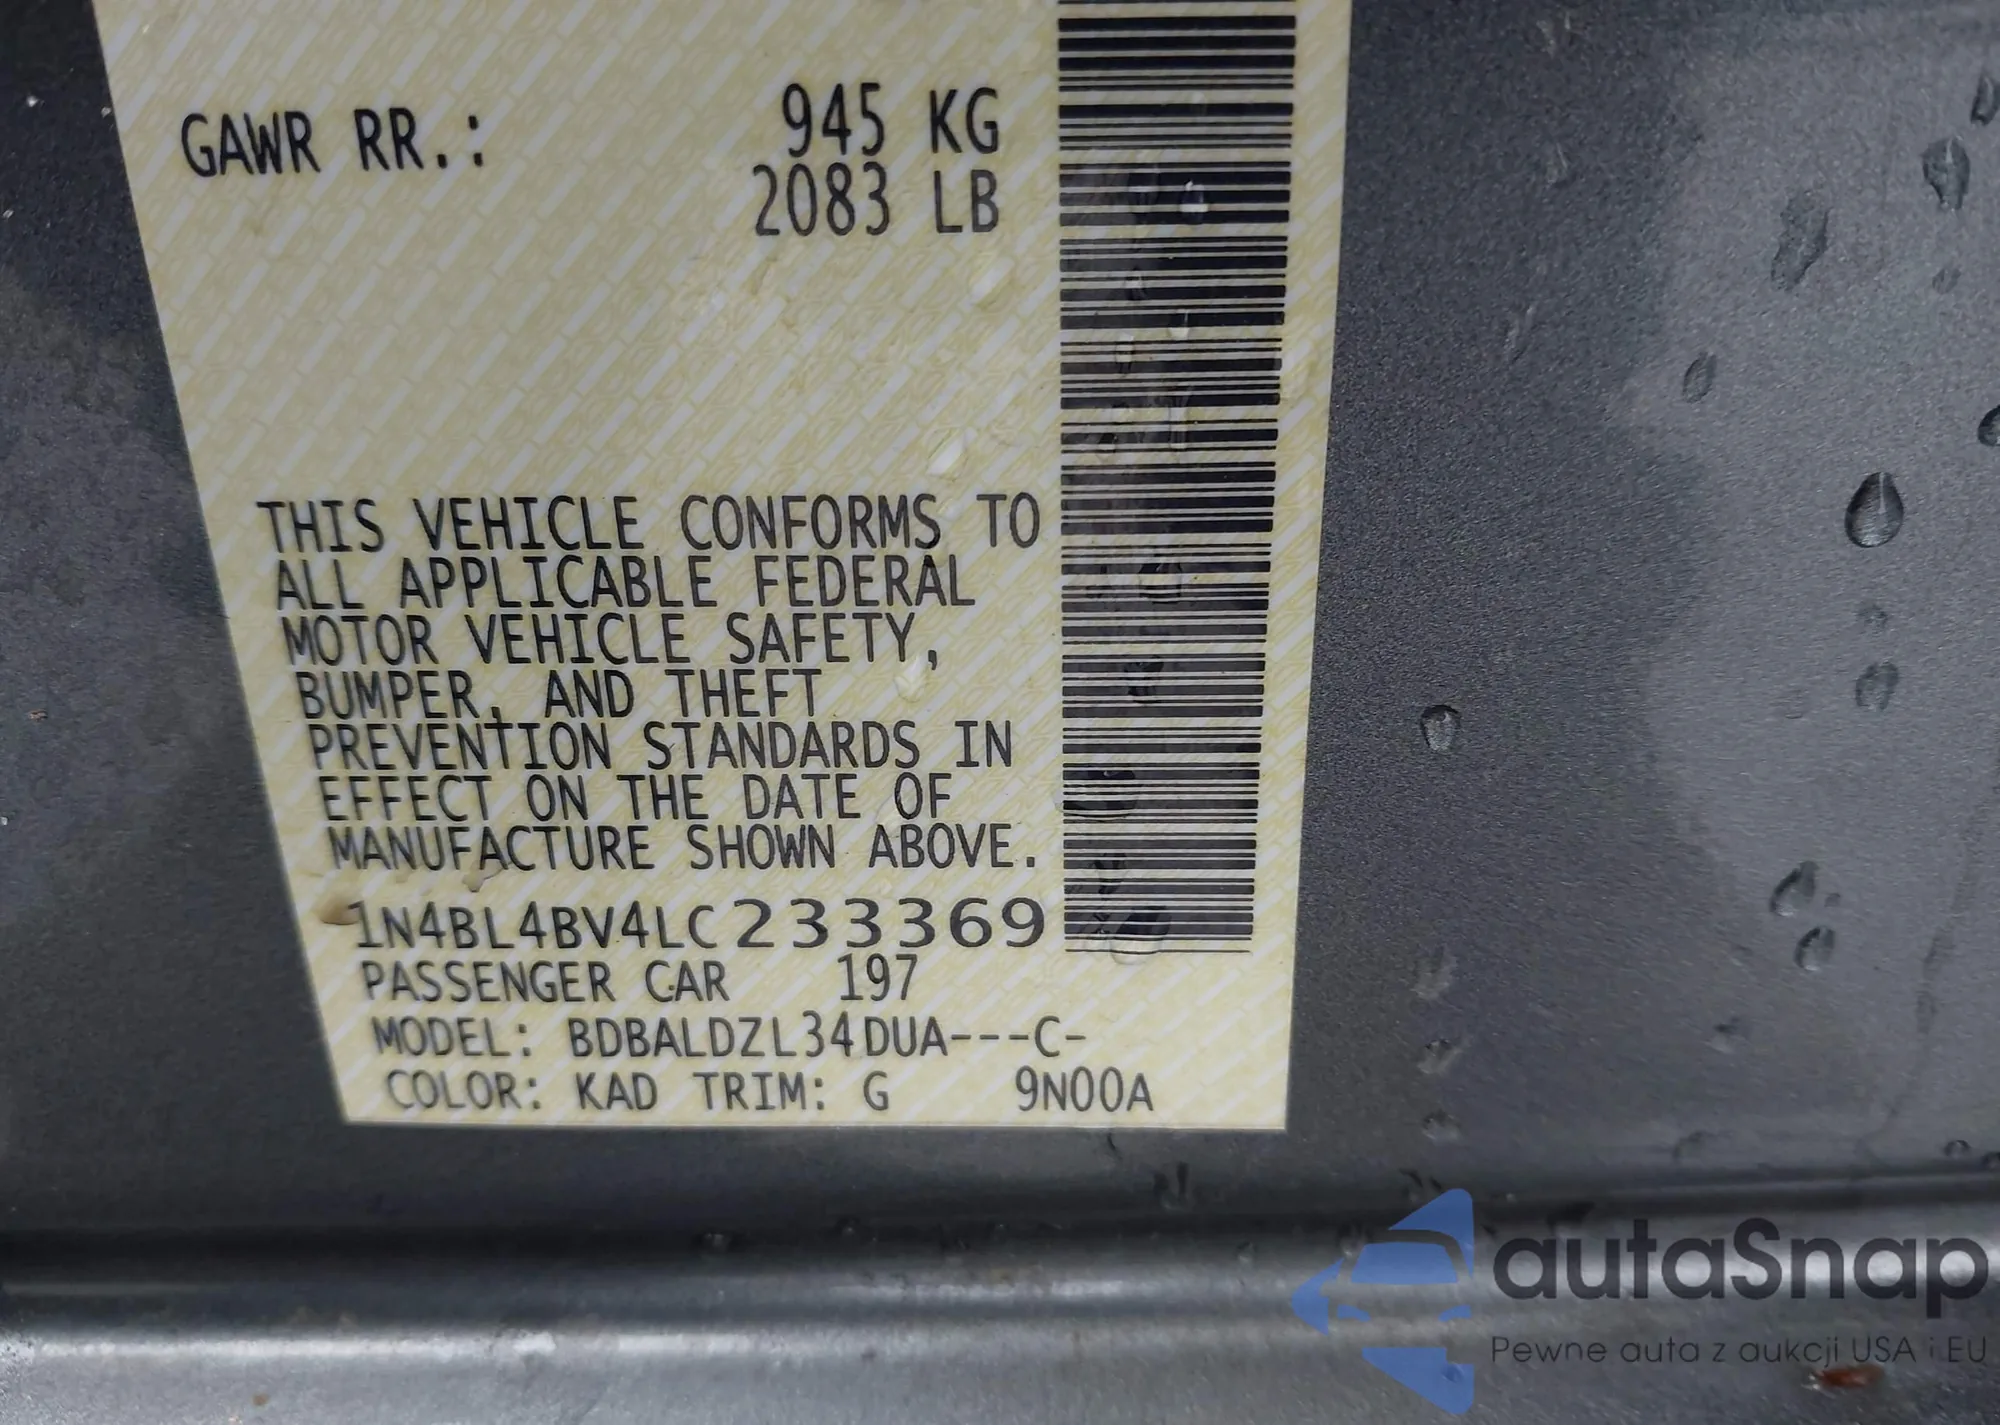 GAWR RR.: 945 KG
2083 LB
THIS VEHICLE CONFORMS TO
ALL APPLICABLE FEDERAL
MOTOR VEHICLE SAFETY,
BUMPER, AND THEFT
PREVENTION STANDARDS IN
EFFECT ON THE DATE OF
MANUFACTURE SHOWN ABOVE.
1N4BL4BV4LC233369
PASSENGER CAR 197
MODEL: BDBALDZL34DUA---C-
COLOR: KAD TRIM: G 9N00A
autaSnap
Pewne auta z aukcji USA i EU